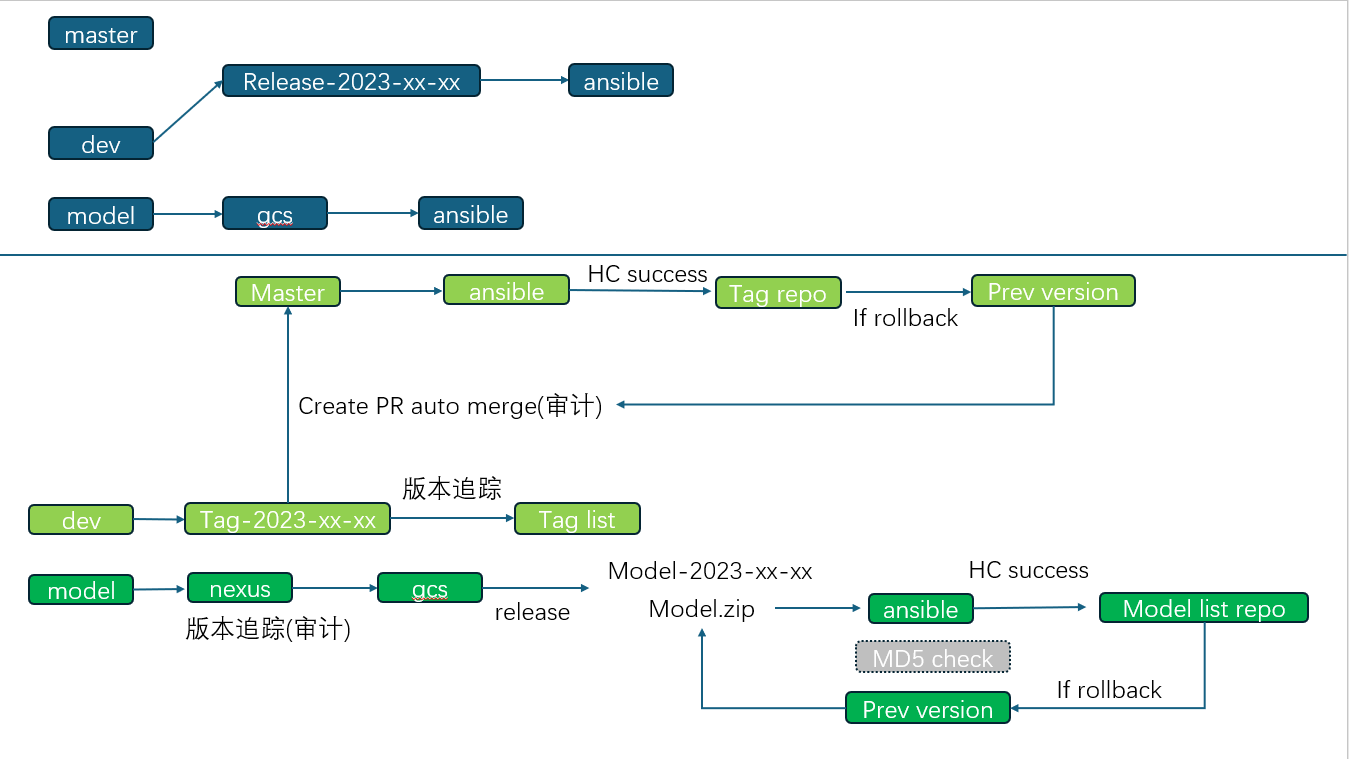 master
Release-2023-xx-xx
ansible
dev
model
gcs
ansible
HC success
Master
ansible
Tag repo
Prev version
If rollback
Create PR auto merge(审计)
版本追踪
dev
Tag-2023-xx-xx
Tag list
Model-2023-xx-xx
HC success
model
nexus
gcs
release
Model.zip
ansible
Model list repo
版本追踪(审计)
MD5 check
If rollback
Prev version